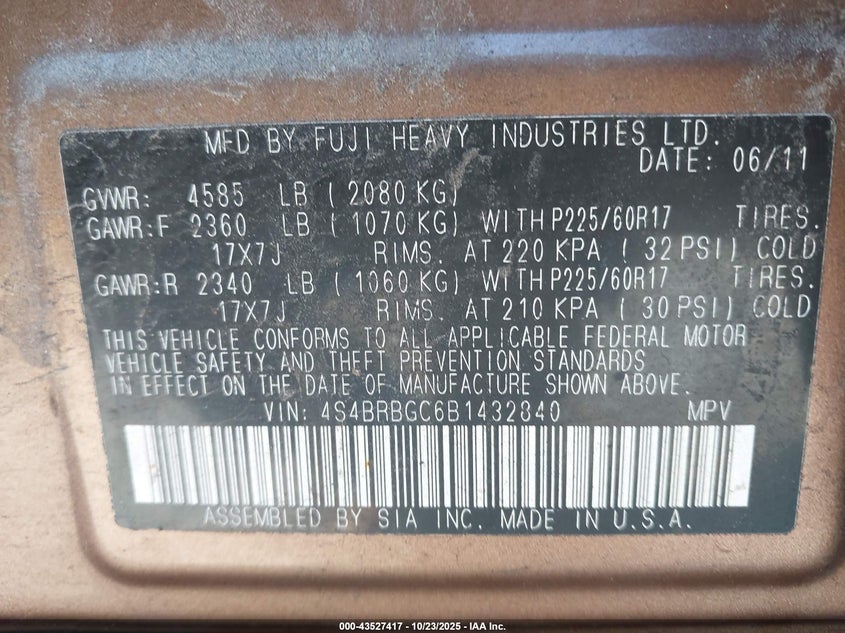 MFD BY FUJI HEAVY INDUSTRIES LTD.
DATE: 06/11
GVWR: 4585 LB ( 2080 KG)
GAWR:F 2360 LB ( 1070 KG) WITH P225/60R17 TIRES.
17X7J RIMS. AT 220 KPA ( 32 PSI) COLD
GAWR:R 2340 LB ( 1060 KG) WITH P225/60R17 TIRES.
17X7J RIMS. AT 210 KPA ( 30 PSI) COLD
THIS VEHICLE CONFORMS TO ALL APPLICABLE FEDERAL MOTOR
VEHICLE SAFETY AND THEFT PREVENTION STANDARDS
IN EFFECT ON THE DATE OF MANUFACTURE SHOWN ABOVE.
VIN: 4S4BRBGC6B1432840 MPV
ASSEMBLED BY SIA INC. MADE IN U.S.A.
000-43527417 - 10/23/2025 - IAA Inc.